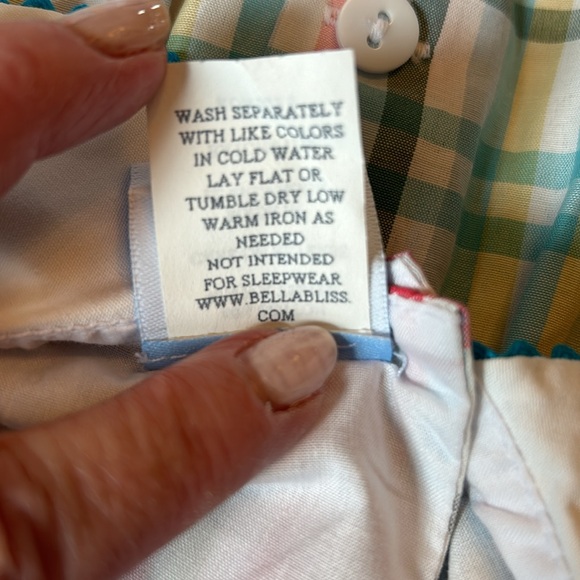 WASH SEPARATELY
WITH LIKE COLORS
IN COLD WATER
LAY FLAT OR
TUMBLE DRY LOW
WARM IRON AS
NEEDED
NOT INTENDED
FOR SLEEPWEAR
WWW.BELLABLISS.
COM